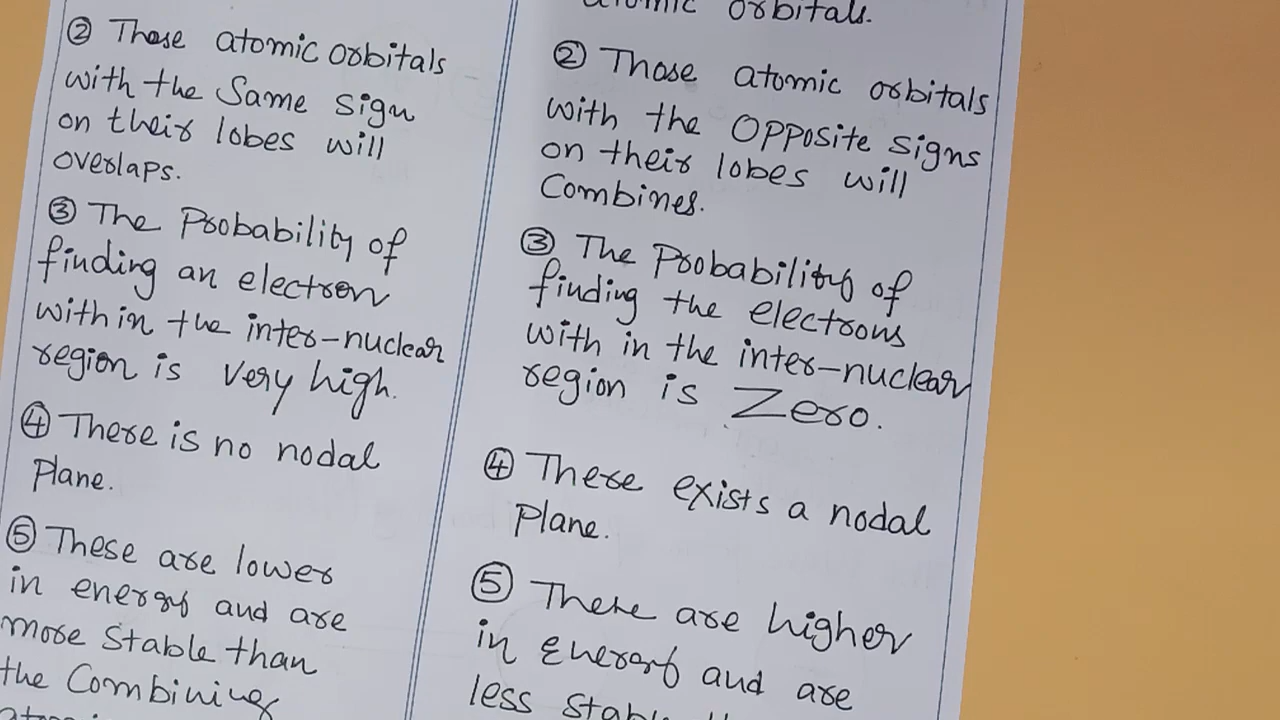 ② Those atomic orbitals
with the Same sign
on their lobes will
overlaps.
③ The Probability of
finding an electron
within the inter-nuclear
region is very high.
④ There is no nodal
Plane.
⑤ These are lower
in energy and are
more stable than
the Combining
atomic orbitals.
② Those atomic orbitals
with the opposite signs
on their lobes will
Combines.
③ The Probability of
finding the electrons
with in the inter-nuclear
region is Zero.
④ There exists a nodal
Plane.
⑤ There are higher
in Energy and are
less